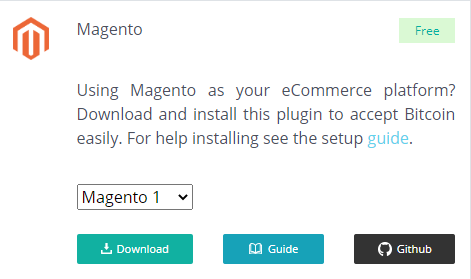 Magento
Free
Using Magento as your eCommerce platform?
Download and install this plugin to accept Bitcoin
easily. For help installing see the setup guide.
Magento 1
Download
Guide
Github